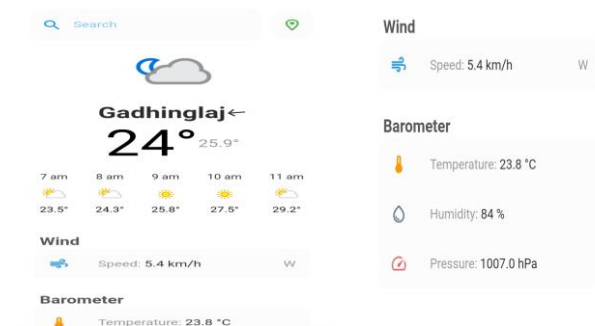 Search
Gadhinglaj←
24° 25.9°
7 am 8 am 9 am 10 am 11 am
23.5° 24.3° 25.8° 27.5° 29.2°
Wind
Speed: 5.4 km/h W
Barometer
Temperature: 23.8 °C
Wind
Speed: 5.4 km/h W
Barometer
Temperature: 23.8 °C
Humidity: 84 %
Pressure: 1007.0 hPa